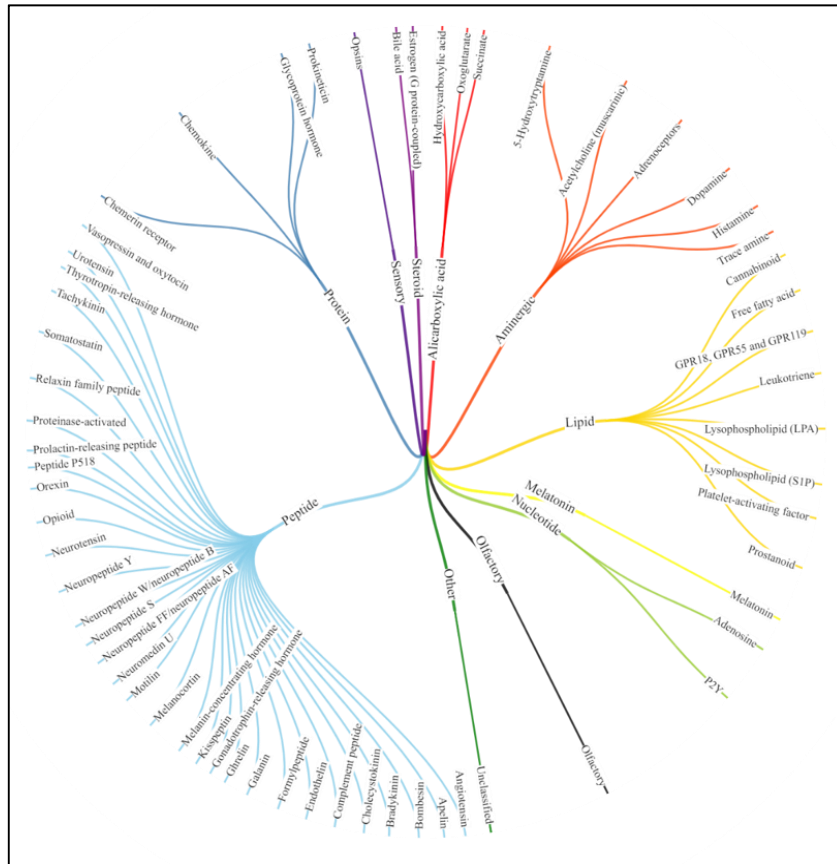 Opsins
Bile acid
Estrogen (G protein-coupled)
Hydroxycarboxylic acid
Oxoglutarate
Succinate
5-Hydroxytryptamine
Acetylcholine (muscarinic)
Adrenoceptors
Dopamine
Histamine
Trace amine
Cannabinoid
Free fatty acid
GPR18, GPR55 and GPR119
Leukotriene
Lysophospholipid (LPA)
Lysophospholipid (S1P)
Platelet-activating factor
Prostanoid
Melatonin
Adenosine
P2Y
Olfactory
Unclassified
Angiotensin
Apelin
Bombesin
Bradykinin
Cholecystokinin
Complement peptide
Endothelin
Formylpeptide
Galanin
Ghrelin
Gonadotrophin-releasing hormone
Kisspeptin
Melanin-concentrating hormone
Melanocortin
Motilin
Neuromedin U
Neuropeptide FF/neuropeptide AF
Neuropeptide S
Neuropeptide W/neuropeptide B
Neuropeptide Y
Neurotensin
Opioid
Orexin
Peptide P518
Prolactin-releasing peptide
Proteinase-activated
Relaxin family peptide
Somatostatin
Tachykinin
Thyrotropin-releasing hormone
Urotensin
Vasopressin and oxytocin
Chemerin receptor
Chemokine
Glycoprotein hormone
Prokineticin
Protein
Sensory
Steroid
Alicarboxylic acid
Aminergic
Lipid
Melatonin
Nucleotide
Olfactory
Other
Peptide